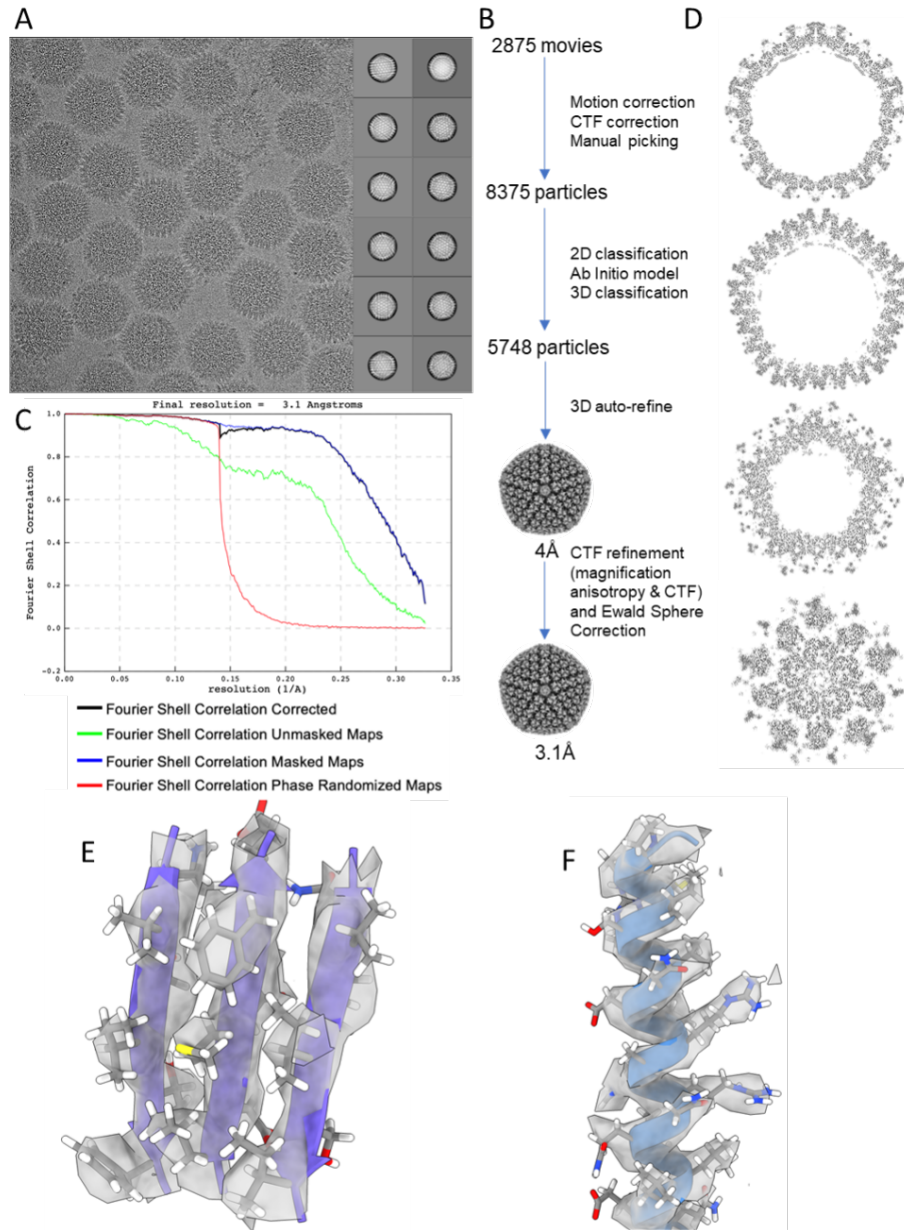 A
B
2875 movies
Motion correction
CTF correction
Manual picking
8375 particles
2D classification
Ab Initio model
3D classification
5748 particles
3D auto-refine
4Å
CTF refinement
(magnification
anisotropy & CTF)
and Ewald Sphere
Correction
3.1Å
D
C
Final resolution = 3.1 Angstroms
Fourier Shell Correlation
1.0
0.8
0.6
0.4
0.2
0.0
-0.2
0.00
0.05
0.10
0.15
0.20
0.25
0.30
0.35
resolution (1/A)
Fourier Shell Correlation Corrected
Fourier Shell Correlation Unmasked Maps
Fourier Shell Correlation Masked Maps
Fourier Shell Correlation Phase Randomized Maps
E
F